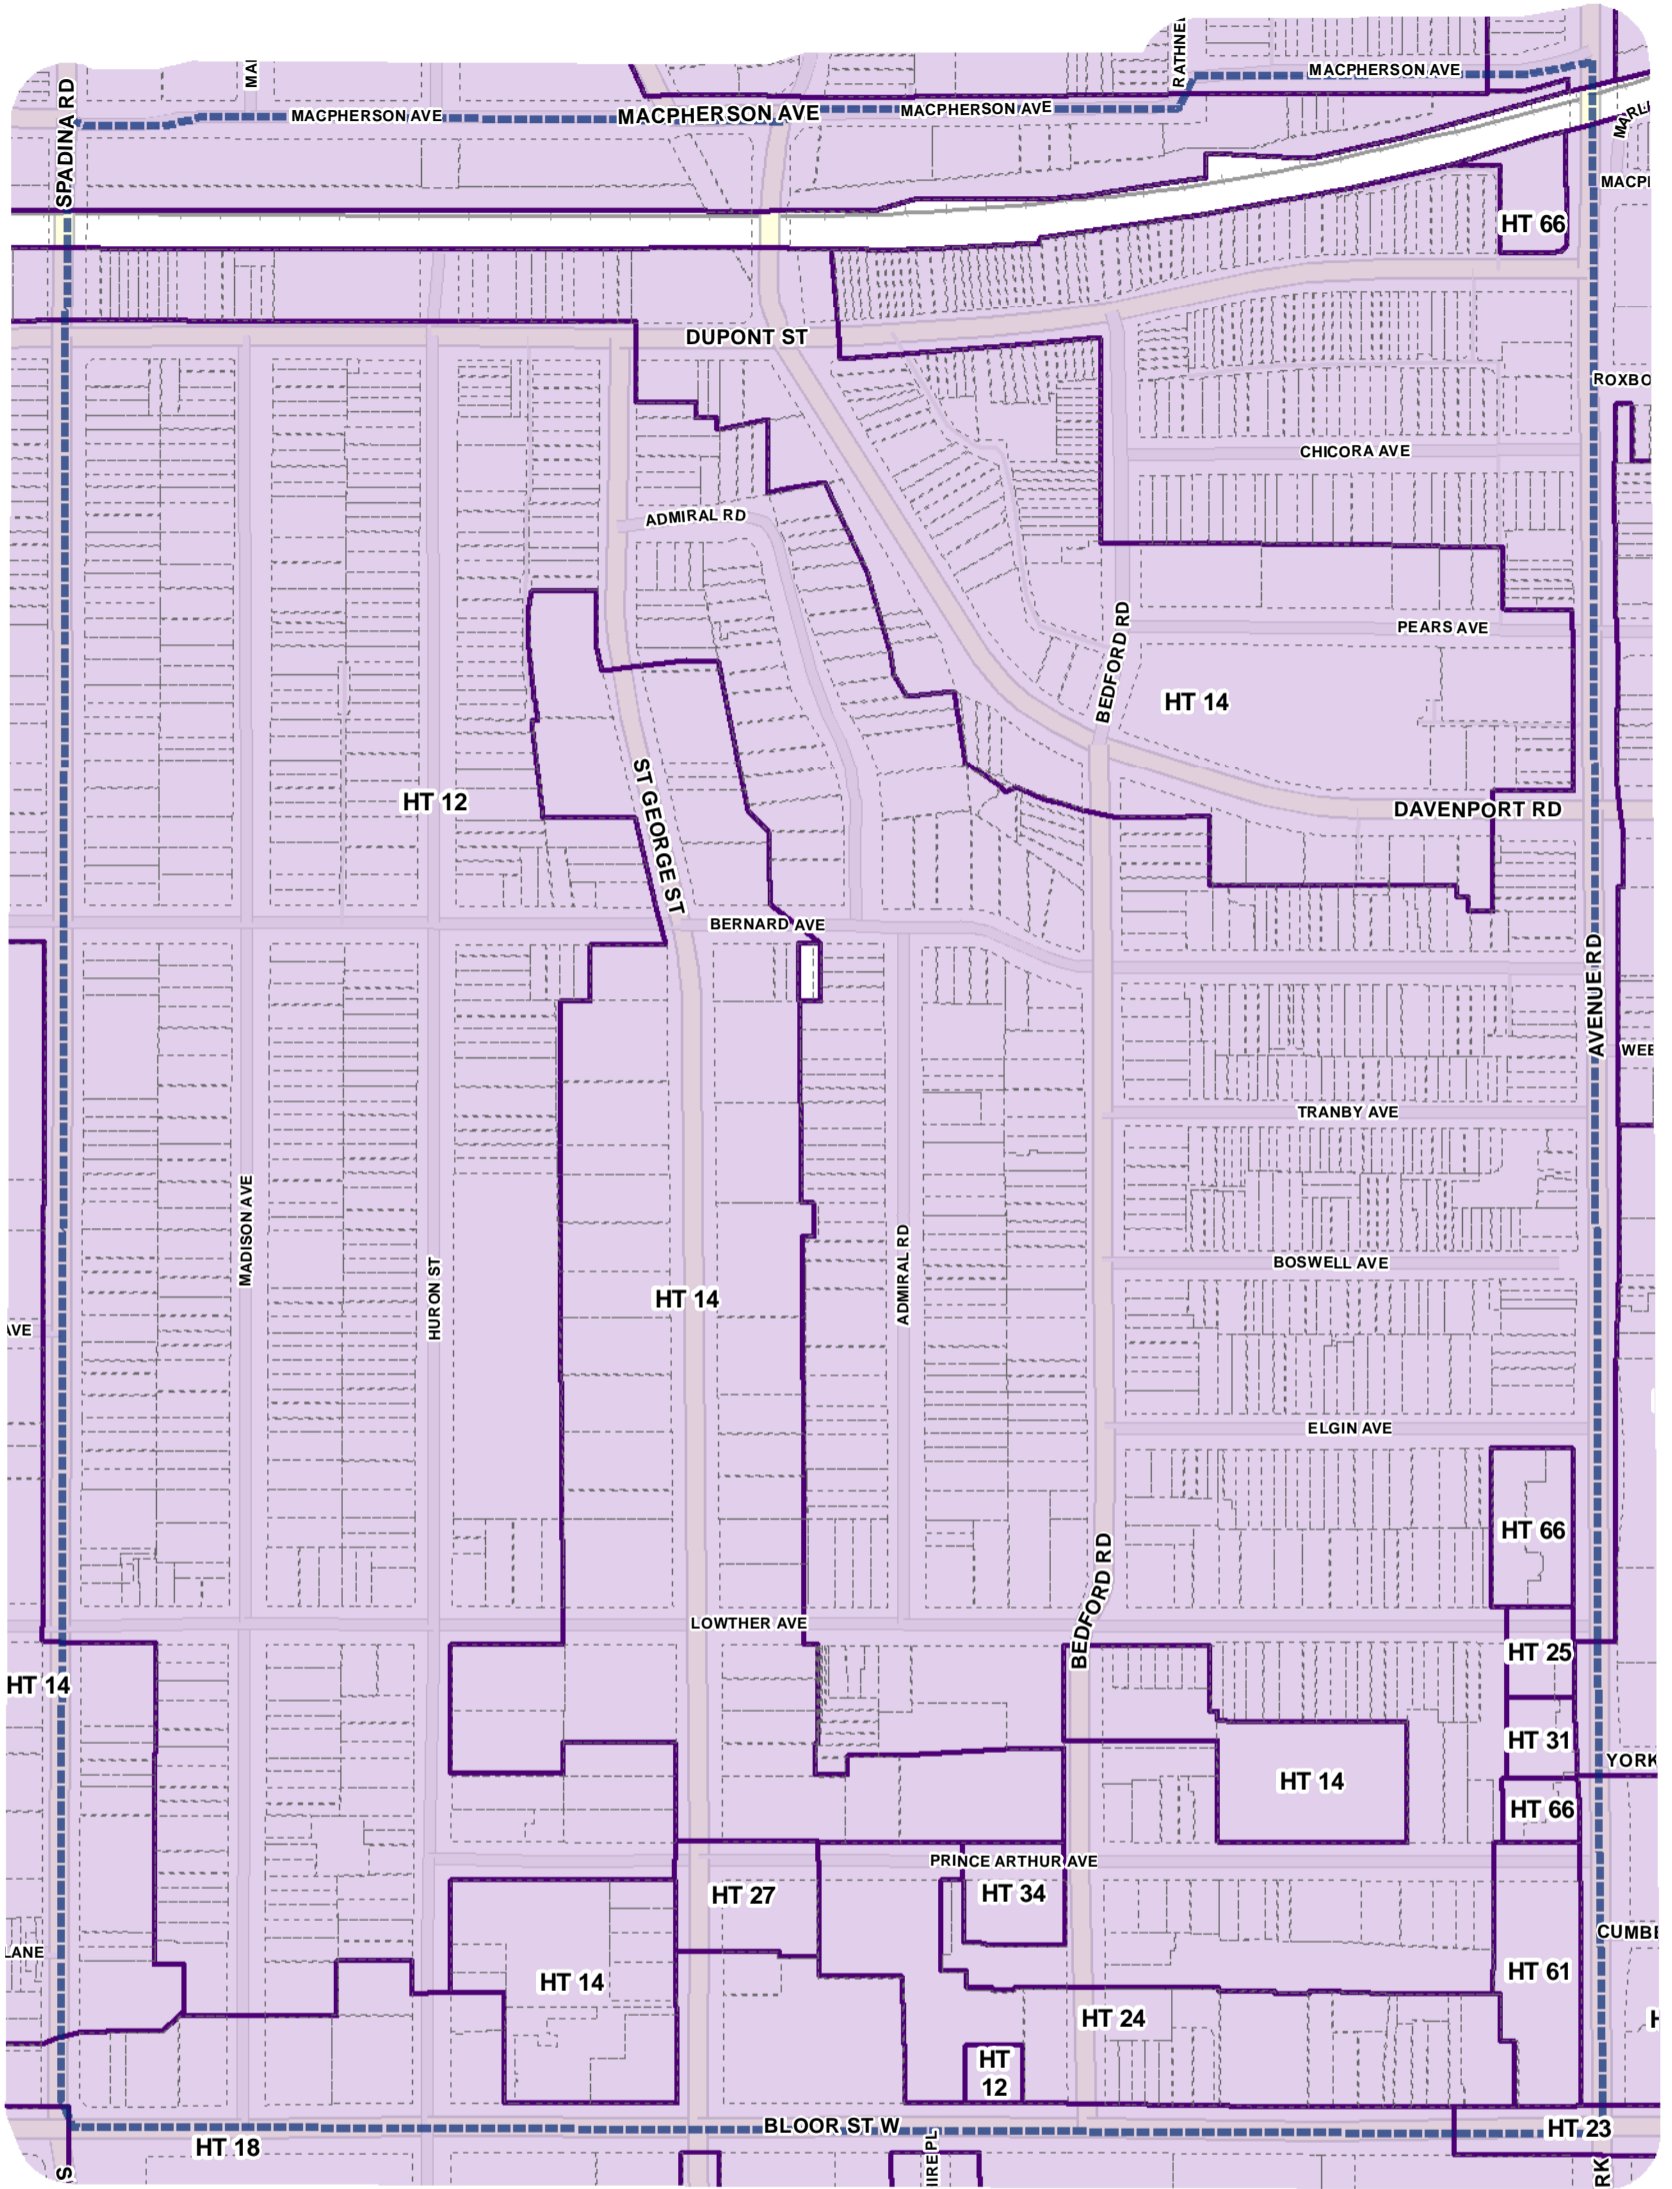 MACPHERSON AVE
MACPHERSON AVE
MACPHERSON AVE
MACPHERSON AVE
SPADINA RD
HT 66
DUPONT ST
CHICORA AVE
ADMIRAL RD
PEARS AVE
BEDFORD RD
HT 14
HT 12
DAVENPORT RD
ST GEORGE ST
BERNARD AVE
AVENUE RD
TRANBY AVE
MADISON AVE
HURON ST
ADMIRAL RD
BOSWELL AVE
HT 14
AVE
ELGIN AVE
HT 66
BEDFORD RD
LOWTHER AVE
HT 25
HT 14
HT 31
YORK
HT 14
HT 66
PRINCE ARTHUR AVE
HT 27
HT 34
LANE
HT 14
HT 61
HT 24
HT
12
BLOOR ST W
HT 23
HT 18
S